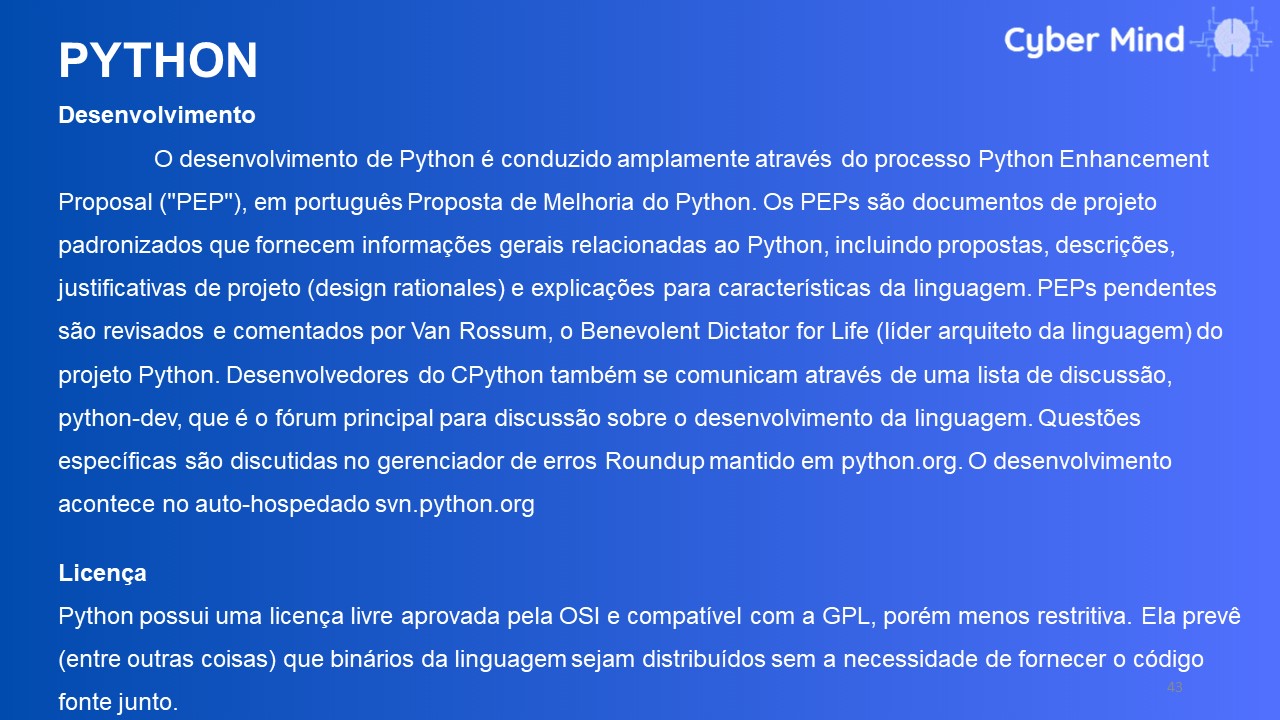 Cyber Mind
PYTHON
Desenvolvimento
O desenvolvimento de Python é conduzido amplamente através do processo Python Enhancement
Proposal ("PEP"), em português Proposta de Melhoria do Python. Os PEPs são documentos de projeto
padronizados que fornecem informações gerais relacionadas ao Python, incluindo propostas, descrições,
justificativas de projeto (design rationales) e explicações para características da linguagem. PEPs pendentes
são revisados e comentados por Van Rossum, o Benevolent Dictator for Life (líder arquiteto da linguagem) do
projeto Python. Desenvolvedores do CPython também se comunicam através de uma lista de discussão,
python-dev, que é o fórum principal para discussão sobre o desenvolvimento da linguagem. Questões
específicas são discutidas no gerenciador de erros Roundup mantido em python.org. O desenvolvimento
acontece no auto-hospedado svn.python.org
Licença
Python possui uma licença livre aprovada pela OSI e compatível com a GPL, porém menos restritiva. Ela prevê
(entre outras coisas) que binários da linguagem sejam distribuídos sem a necessidade de fornecer o código
fonte junto.
43